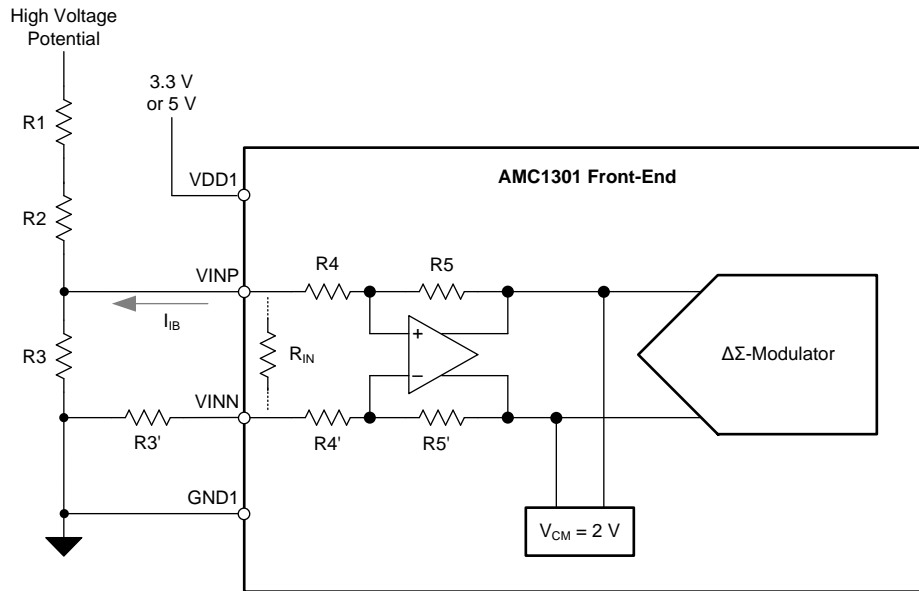 High Voltage
Potential
3.3 V
or 5 V
R1
AMC1301 Front-End
VDD1
R2
VINP
R4
R5
I_IB
+
R3
R_IN
ΔΣ-Modulator
−
VINN
R3'
R4'
R5'
GND1
V_CM = 2 V